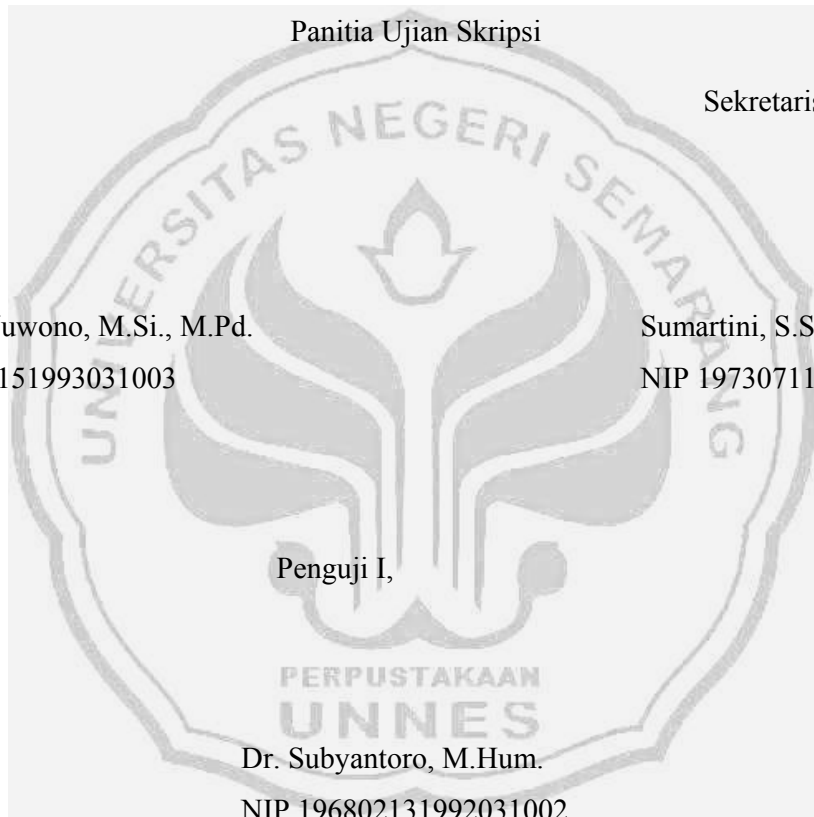 Panitia Ujian Skripsi
Sekretaris
UNIVERSITAS NEGERI SEMARANG
uwono, M.Si., M.Pd.
Sumartini, S.S
151993031003
NIP 19730711
Penguji I,
PERPUSTAKAAN
UNNES
Dr. Subyantoro, M.Hum.
NIP 196802131992031002